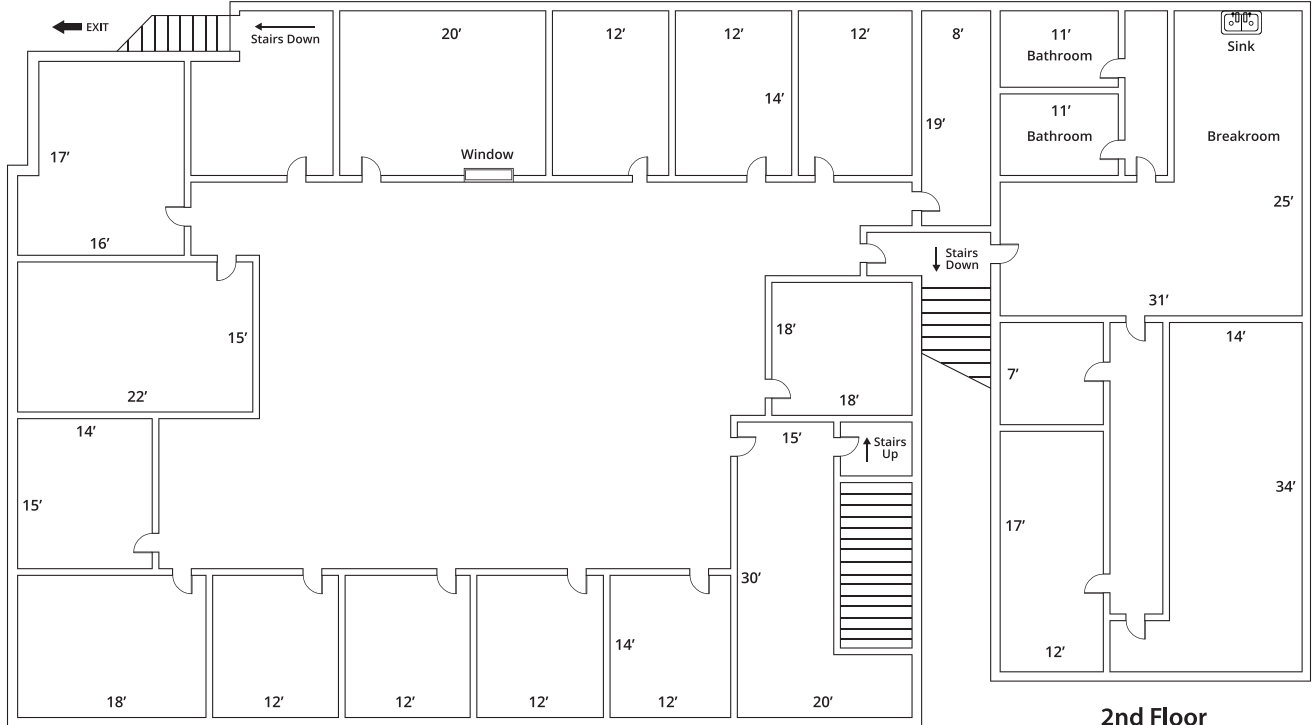 EXIT
Stairs Down
20’
12’
12’
12’
8’
11’
Bathroom
Sink
14’
11’
Bathroom
19’
Breakroom
17’
Window
25’
16’
Stairs
Down
31’
15’
18’
14’
7’
22’
18’
14’
15’
Stairs
Up
15’
34’
17’
30’
14’
12’
18’
12’
12’
12’
12’
20’
2nd Floor